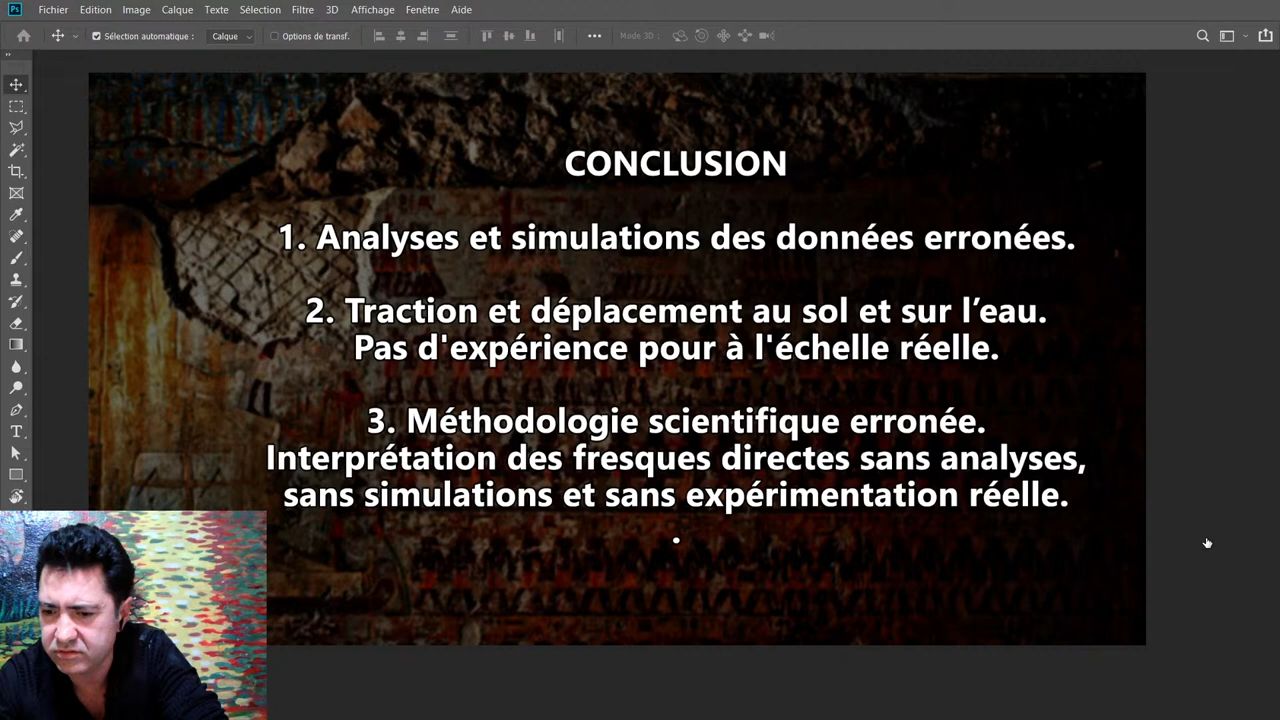 Ps Fichier Edition Image Calque Texte Sélection Filtre 3D Affichage Fenêtre Aide
Sélection automatique : Calque Options de transf. Mode 3D :
CONCLUSION
1. Analyses et simulations des données erronées.
2. Traction et déplacement au sol et sur l’eau.
Pas d'expérience pour à l'échelle réelle.
3. Méthodologie scientifique erronée.
Interprétation des fresques directes sans analyses,
sans simulations et sans expérimentation réelle.
.